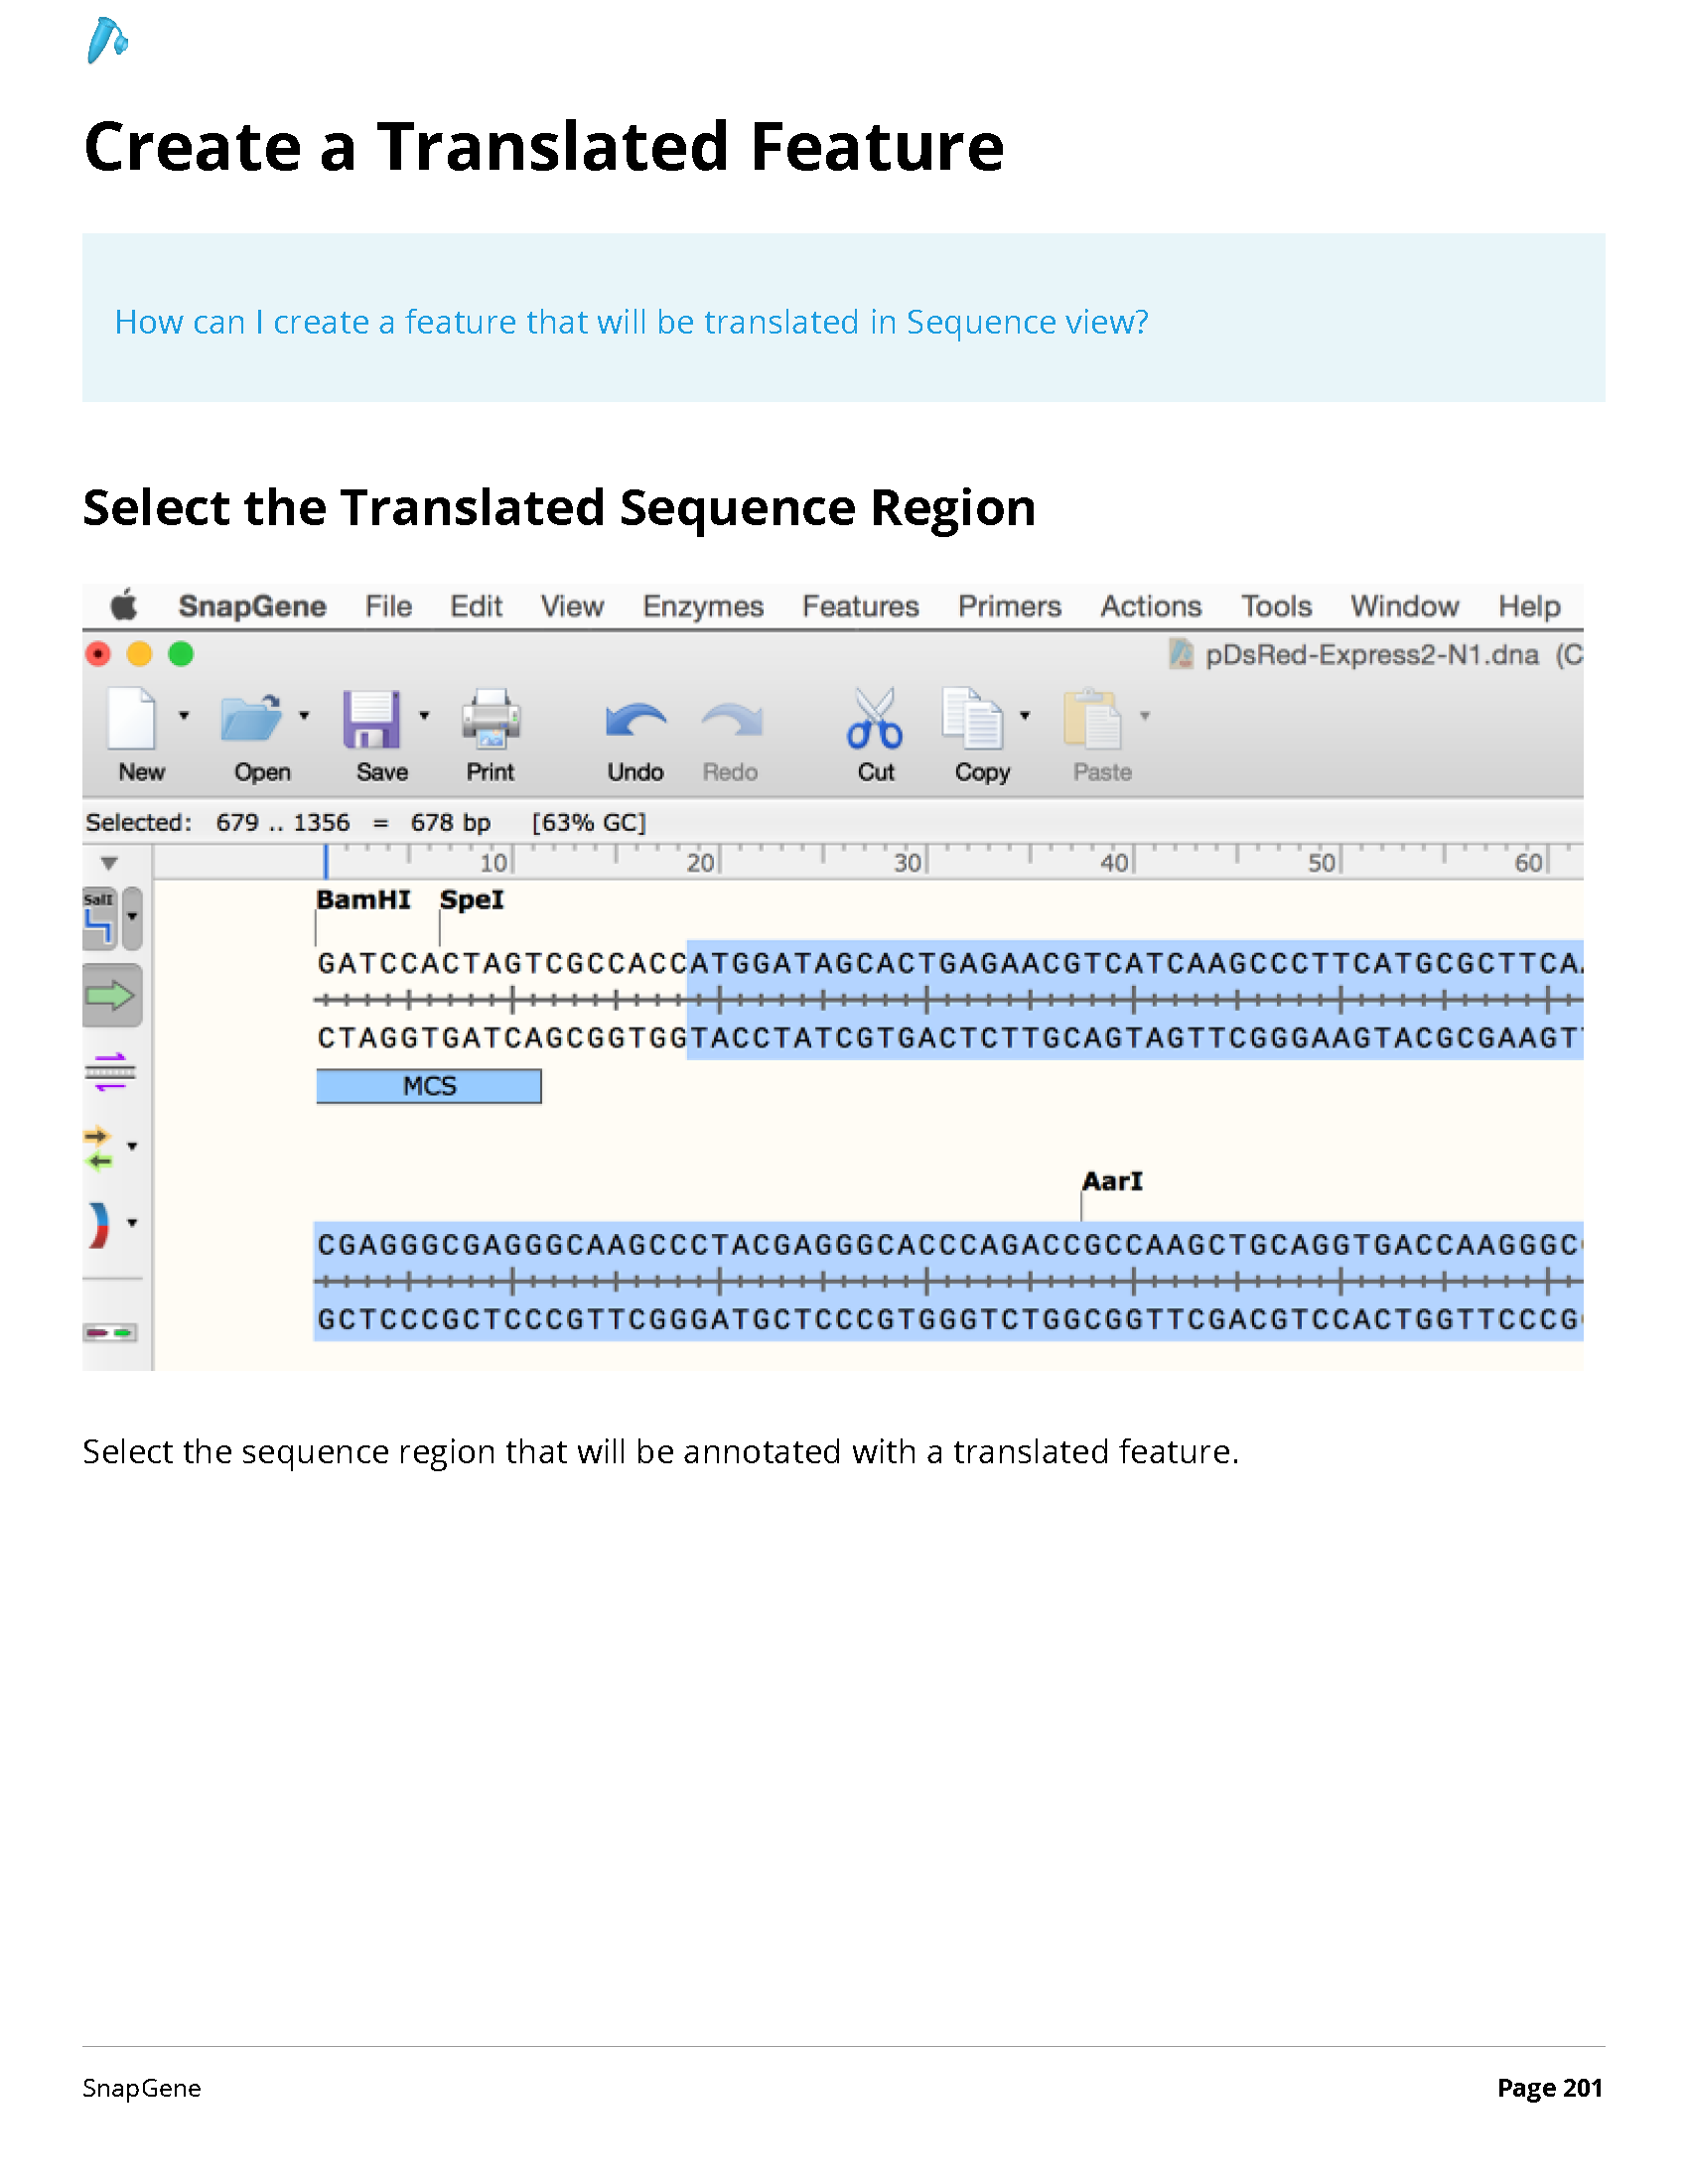 Create a Translated Feature
How can I create a feature that will be translated in Sequence view?
Select the Translated Sequence Region
SnapGene File Edit View Enzymes Features Primers Actions Tools Window Help
pDsRed-Express2-N1.dna (C
New Open Save Print Undo Redo Cut Copy Paste
Selected: 679 .. 1356 = 678 bp [63% GC]
10 20 30 40 50 60
SalI
BamHI SpeI
GATCCACTAGTCGCCACCATGGATAGCACTGAGAACGTCATCAAGCCCTTCATGCGCTTCA
CTAGGTGATCAGCGGTGGTACCTATCGTGACTCTTGCAGTAGTTCGGGAAGTACGCGAAGT
MCS
AarI
CGAGGGCGAGGGCAAGCCCTACGAGGGCACCCAGACCGCCAAGCTGCAGGTGACCAAGGGC
GCTCCCGCTCCCGTTCGGGATGCTCCCGTGGGTCTGGCGGTTCGACGTCCACTGGTTCCCG
Select the sequence region that will be annotated with a translated feature.
SnapGene Page 201